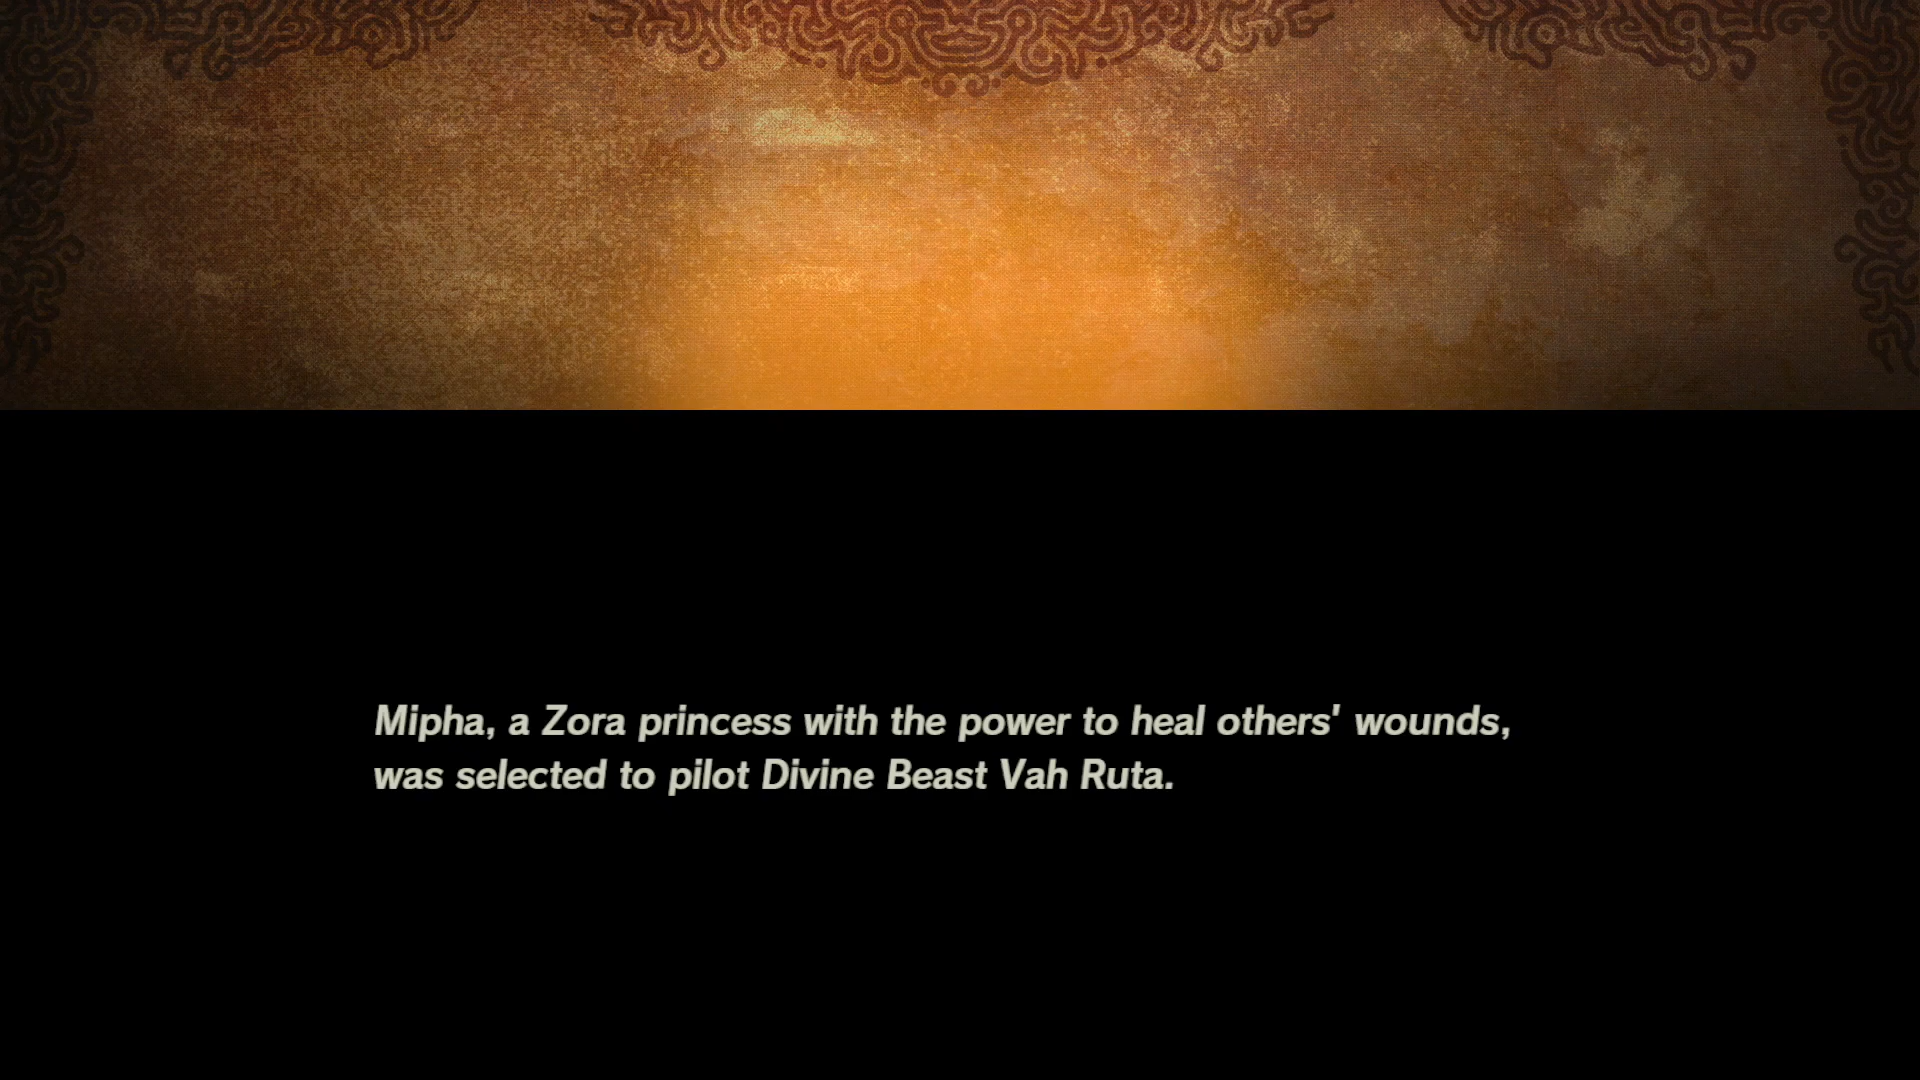 Mipha, a Zora princess with the power to heal others' wounds,
was selected to pilot Divine Beast Vah Ruta.